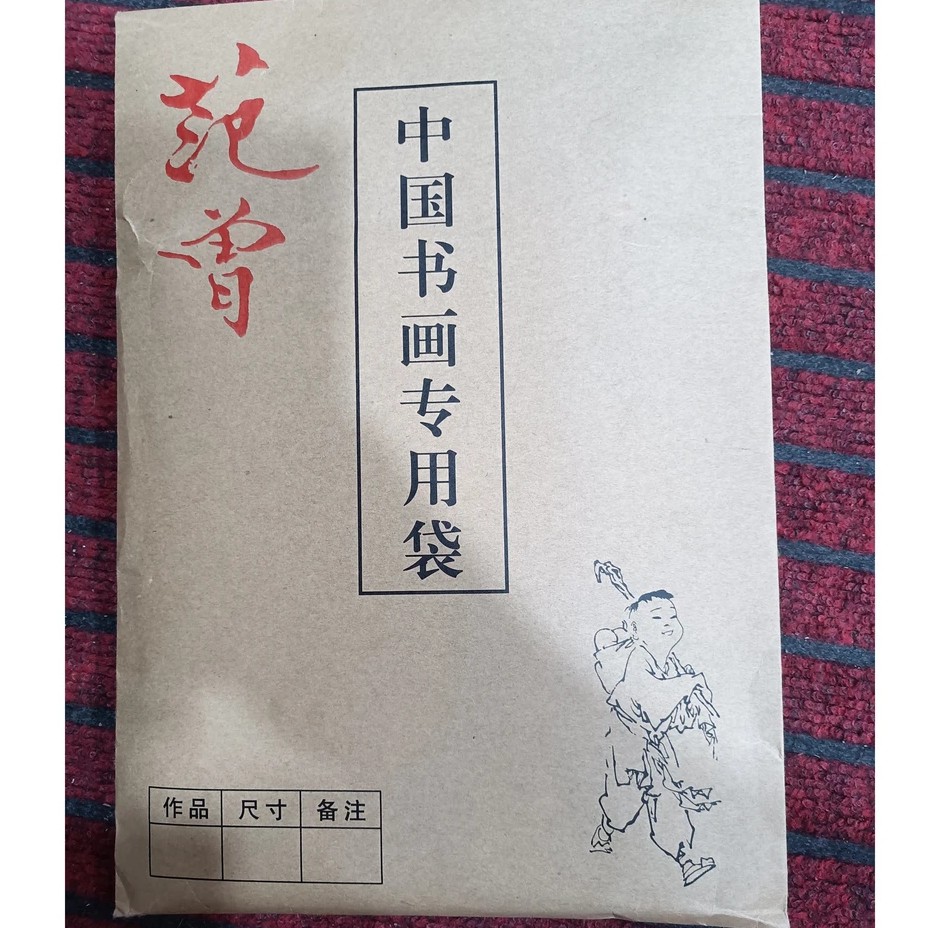 范曾
中国书画专用袋
作品 尺寸 备注